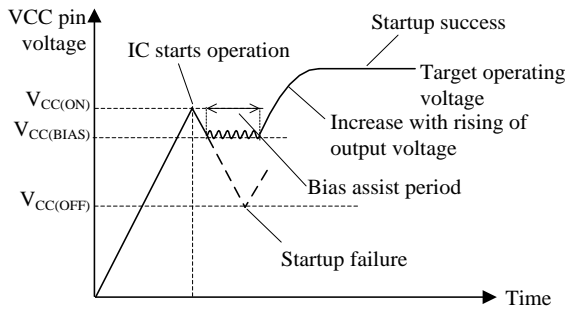 VCC pin
voltage
Startup success
IC starts operation
Target operating
voltage
VCC(ON)
Increase with rising of
output voltage
VCC(BIAS)
Bias assist period
VCC(OFF)
Startup failure
Time